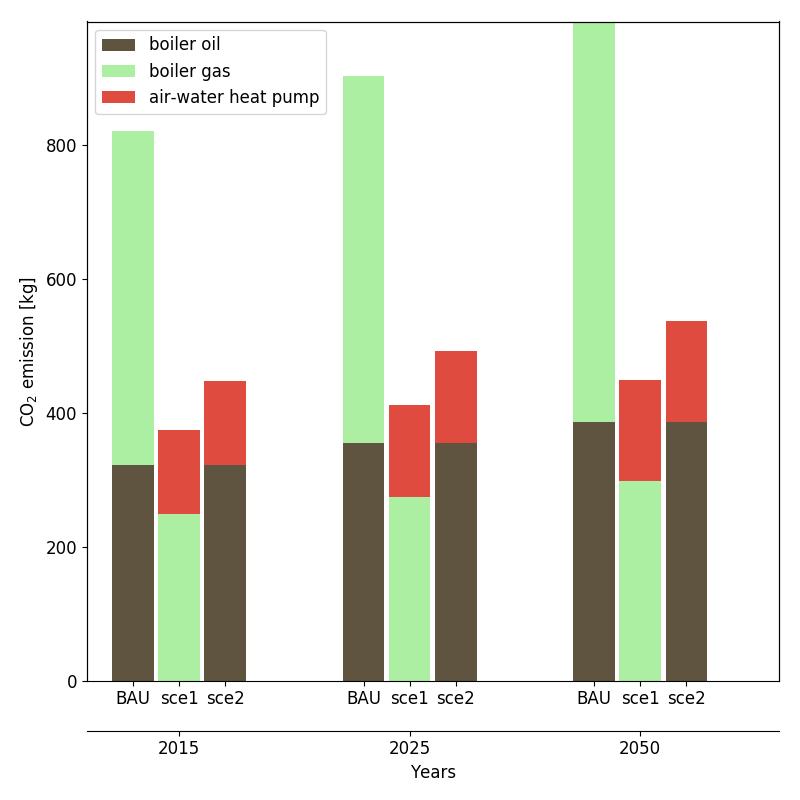 boiler oil
boiler gas
air-water heat pump
800
600
400
200
0
CO₂ emission [kg]
BAU sce1 sce2 BAU sce1 sce2 BAU sce1 sce2
2015 2025 2050
Years